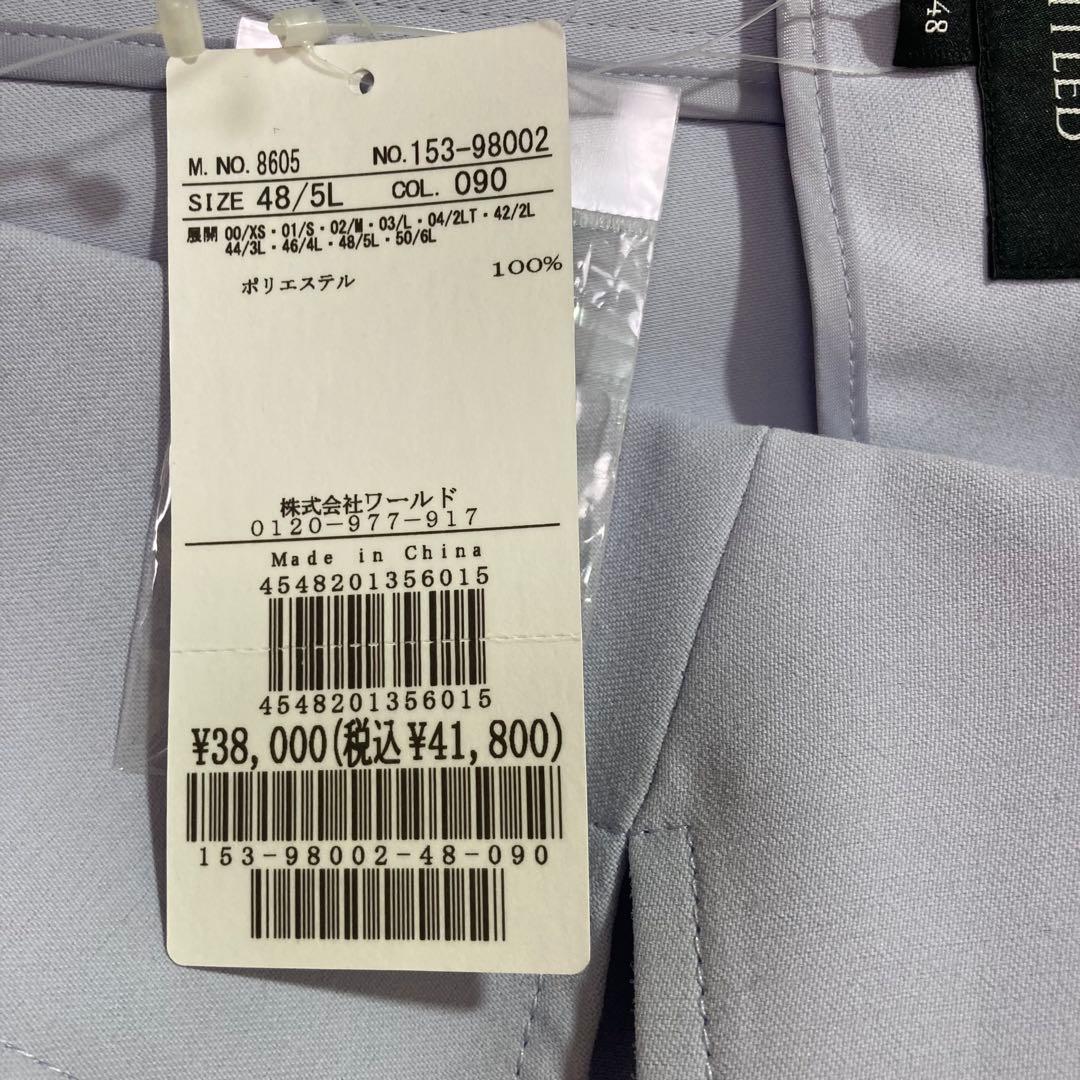 M. NO. 8605 NO. 153-98002
SIZE 48/5L COL. 090
展開 00/XS・01/S・02/M・03/L・04/2LT・42/2L
44/3L・46/4L・48/5L・50/6L
ポリエステル 100%
株式会社ワールド
0120-977-917
Made in China
4548201356015
4548201356015
¥38,000(税込¥41,800)
153-98002-48-090
48